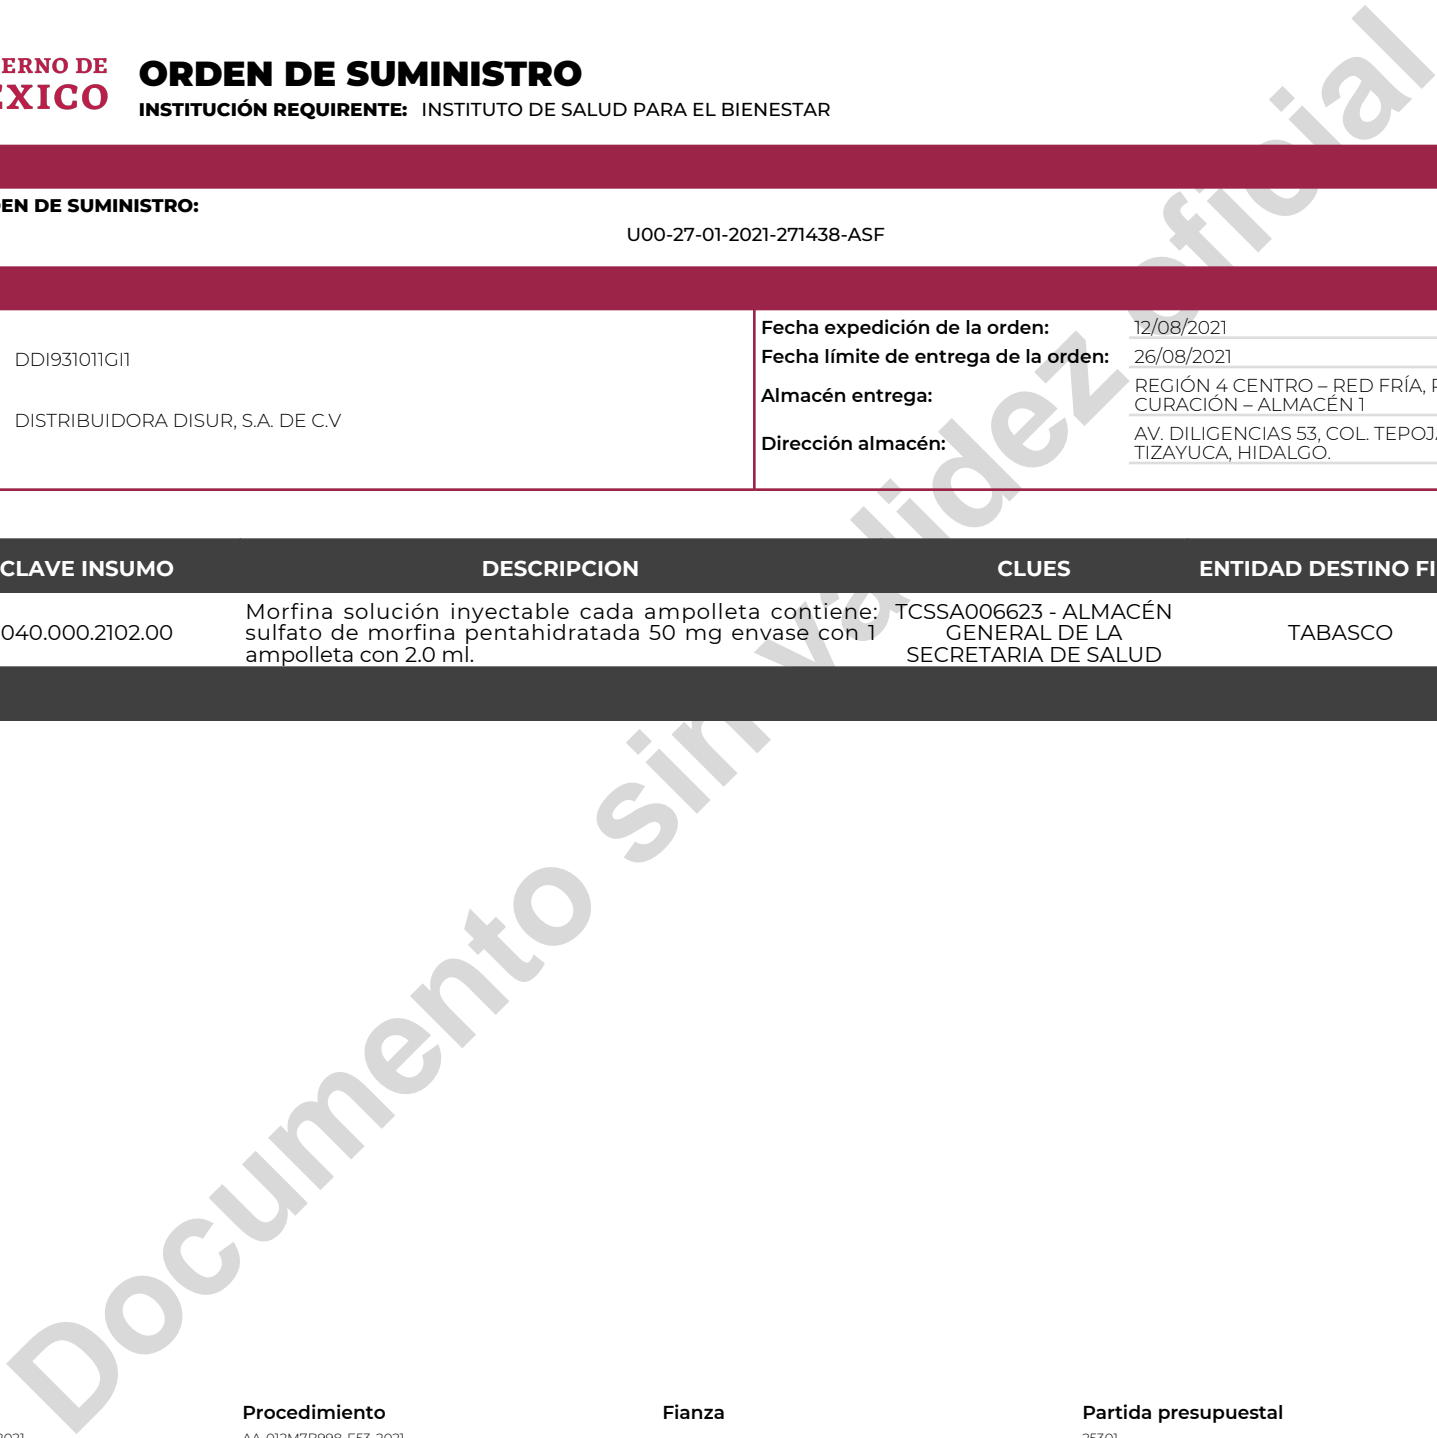 ERNO DE
EXICO
ORDEN DE SUMINISTRO
INSTITUCIÓN REQUIRENTE: INSTITUTO DE SALUD PARA EL BIENESTAR
EN DE SUMINISTRO:
U00-27-01-2021-271438-ASF
DDI931011GI1
DISTRIBUIDORA DISUR, S.A. DE C.V
Fecha expedición de la orden: 12/08/2021
Fecha límite de entrega de la orden: 26/08/2021
Almacén entrega: REGIÓN 4 CENTRO – RED FRÍA,
CURACIÓN – ALMACÉN 1
Dirección almacén: AV. DILIGENCIAS 53, COL. TEPOJA
TIZAYUCA, HIDALGO.
CLAVE INSUMO DESCRIPCION CLUES ENTIDAD DESTINO FI
040.000.2102.00
Morfina solución inyectable cada ampolleta contiene:
sulfato de morfina pentahidratada 50 mg envase con 1
ampolleta con 2.0 ml.
TCSSA006623 - ALMACÉN
GENERAL DE LA
SECRETARIA DE SALUD
TABASCO
Documento sin validez oficial
Procedimiento Fianza Partida presupuestal